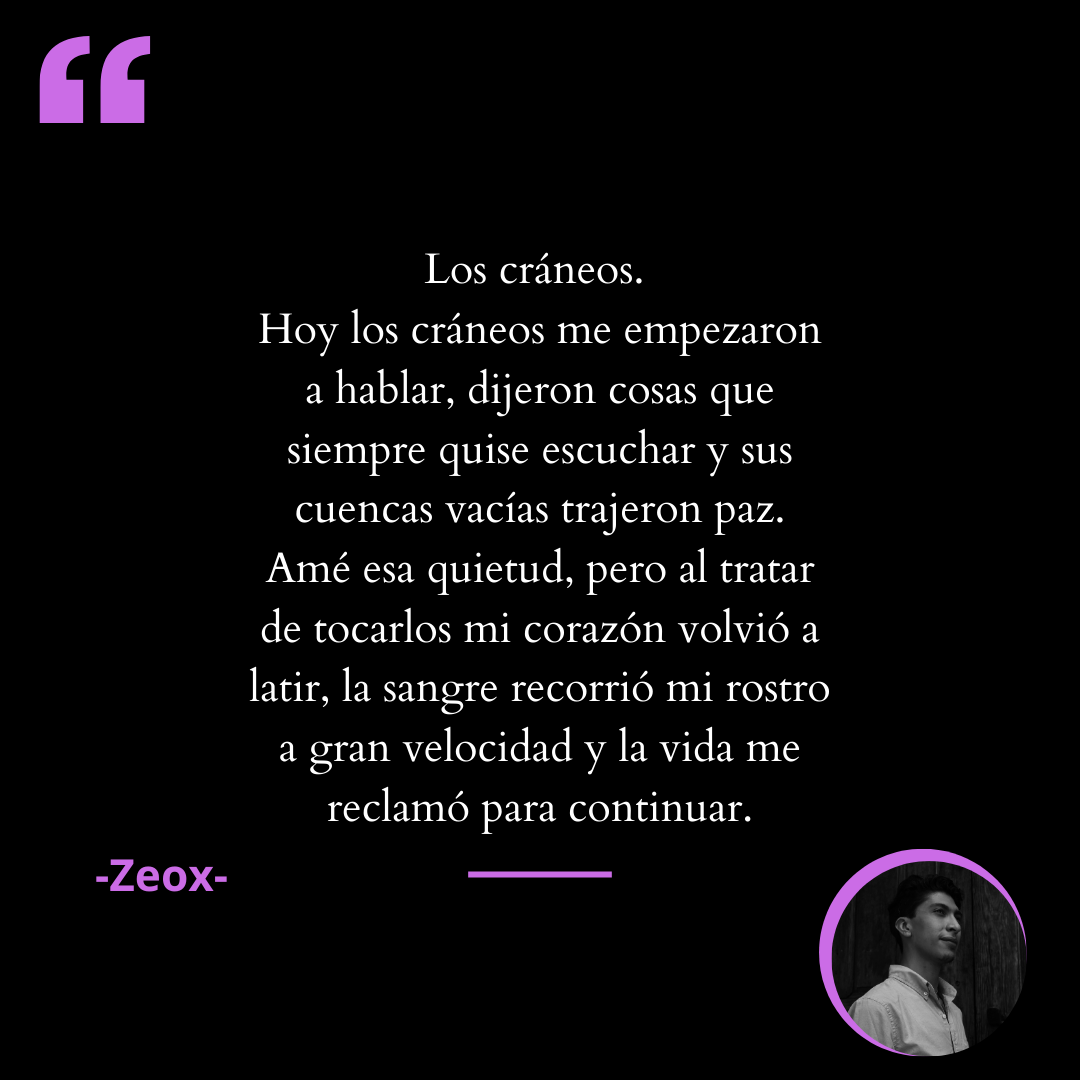 “
Los cráneos.
Hoy los cráneos me empezaron
a hablar, dijeron cosas que
siempre quise escuchar y sus
cuencas vacías trajeron paz.
Amé esa quietud, pero al tratar
de tocarlos mi corazón volvió a
latir, la sangre recorrió mi rostro
a gran velocidad y la vida me
reclamó para continuar.
-Zeox-